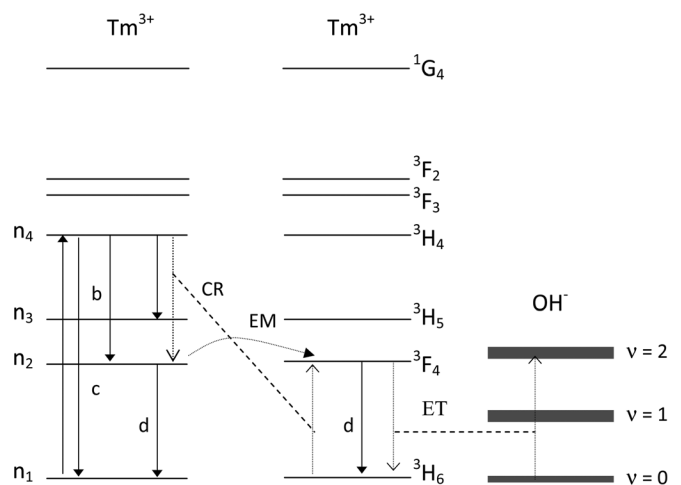 Tm³⁺ Tm³⁺
¹G₄
³F₂
³F₃
n₄ ³H₄
b CR
n₃ EM ³H₅ OH⁻
n₂ ³F₄ ν = 2
c d d ET ν = 1
n₁ ³H₆ ν = 0